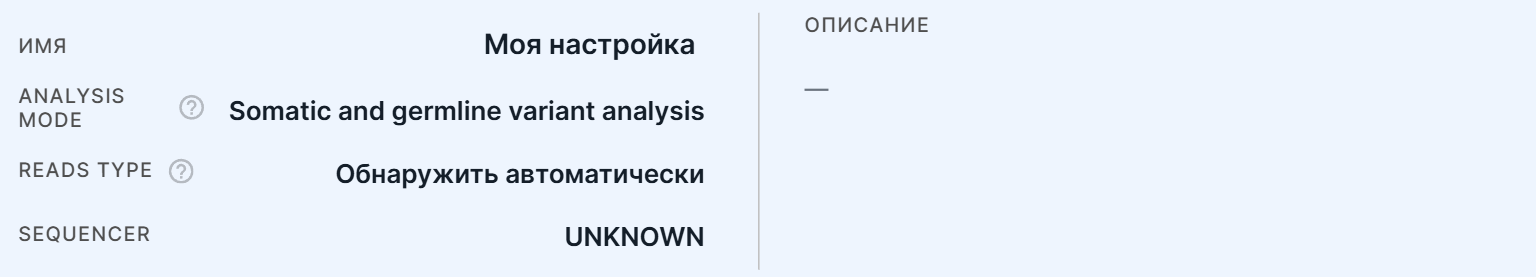 ИМЯ
Моя настройка
ANALYSIS
MODE
Somatic and germline variant analysis
READS TYPE
Обнаружить автоматически
SEQUENCER
UNKNOWN
ОПИСАНИЕ
—